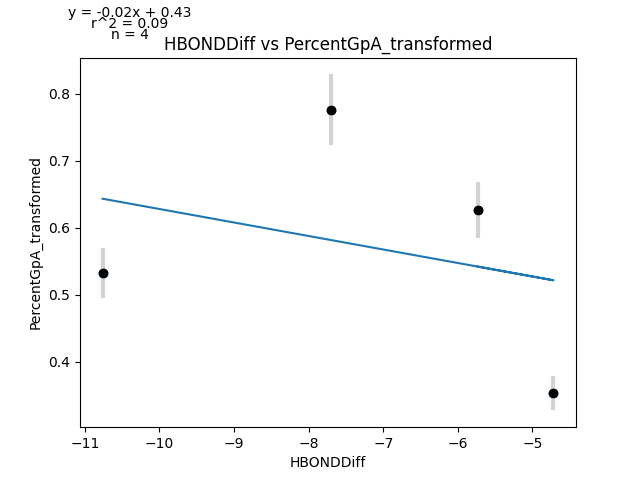 y = -0.02x + 0.43
r^2 = 0.09
n = 4
HBONDDiff vs PercentGpA_transformed
PercentGpA_transformed
0.8
0.7
0.6
0.5
0.4
−11
−10
−9
−8
−7
−6
−5
HBONDDiff